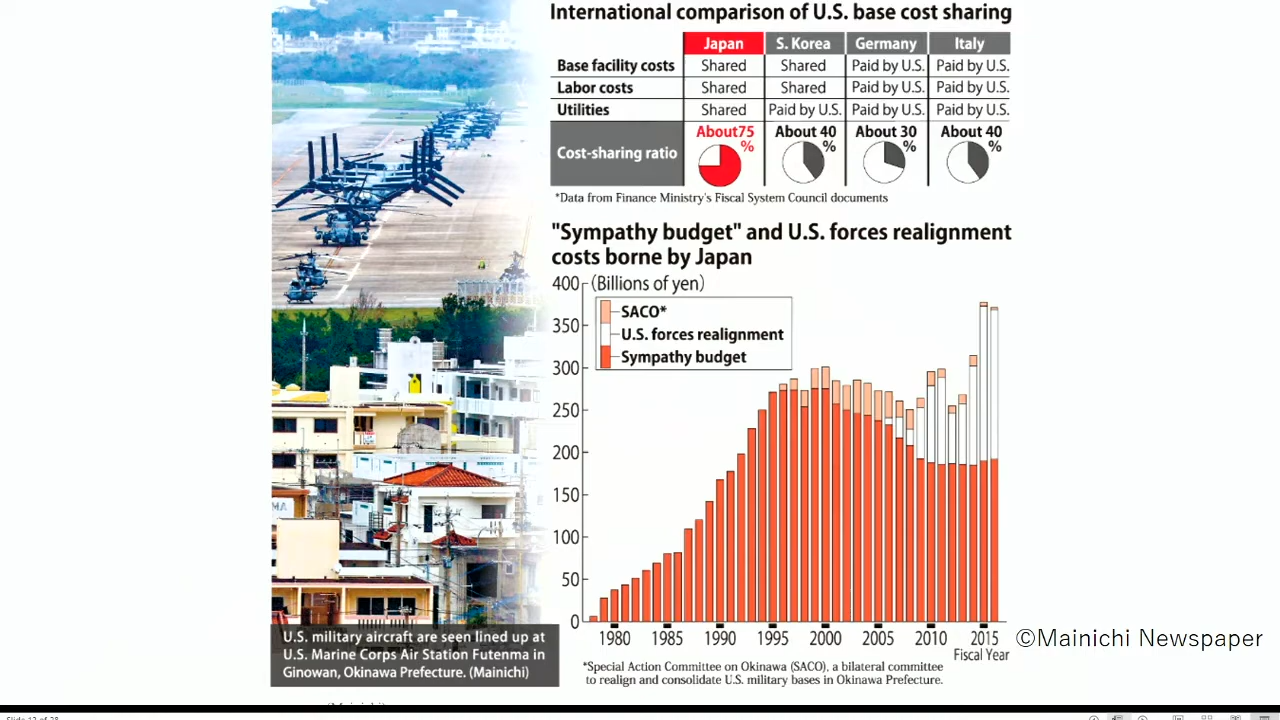 International comparison of U.S. base cost sharing
Japan S. Korea Germany Italy
Base facility costs Shared Shared Paid by U.S. Paid by U.S.
Labor costs Shared Shared Paid by U.S. Paid by U.S.
Utilities Shared Paid by U.S. Paid by U.S. Paid by U.S.
Cost-sharing ratio About75 % About 40 % About 30 % About 40 %
*Data from Finance Ministry's Fiscal System Council documents
"Sympathy budget" and U.S. forces realignment
costs borne by Japan
(Billions of yen)
400
350
300
250
200
150
100
50
0
SACO*
U.S. forces realignment
Sympathy budget
1980 1985 1990 1995 2000 2005 2010 2015
Fiscal Year
*Special Action Committee on Okinawa (SACO), a bilateral committee
to realign and consolidate U.S. military bases in Okinawa Prefecture.
U.S. military aircraft are seen lined up at
U.S. Marine Corps Air Station Futenma in
Ginowan, Okinawa Prefecture. (Mainichi)
©Mainichi Newspaper